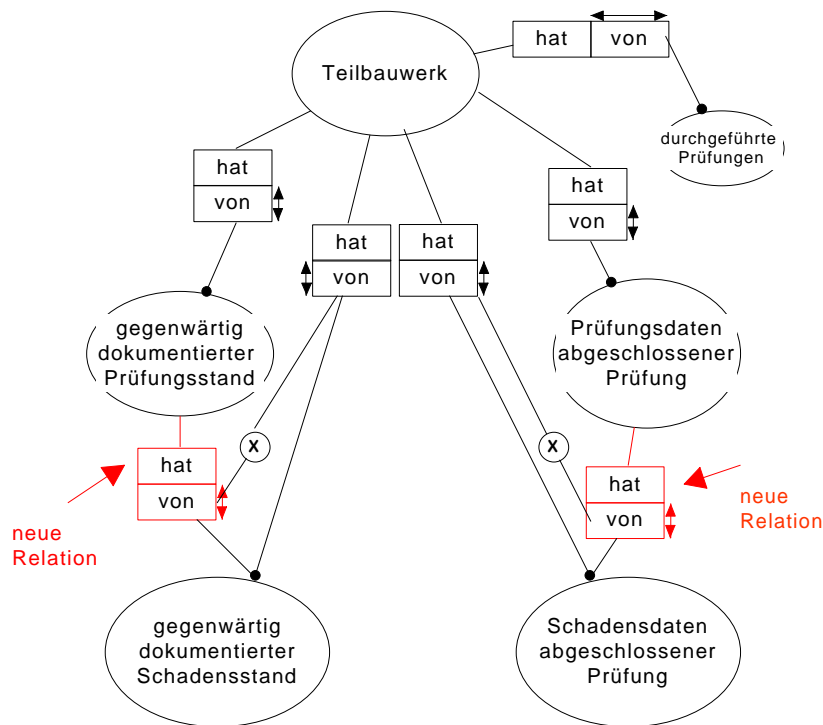 hat
von
Teilbauwerk
durchgeführte
Prüfungen
hat
von
hat
von
hat
von
hat
von
gegenwärtig
dokumentierter
Prüfungsstand
Prüfungsdaten
abgeschlossener
Prüfung
X
X
hat
von
hat
von
neue
Relation
neue
Relation
gegenwärtig
dokumentierter
Schadensstand
Schadensdaten
abgeschlossener
Prüfung